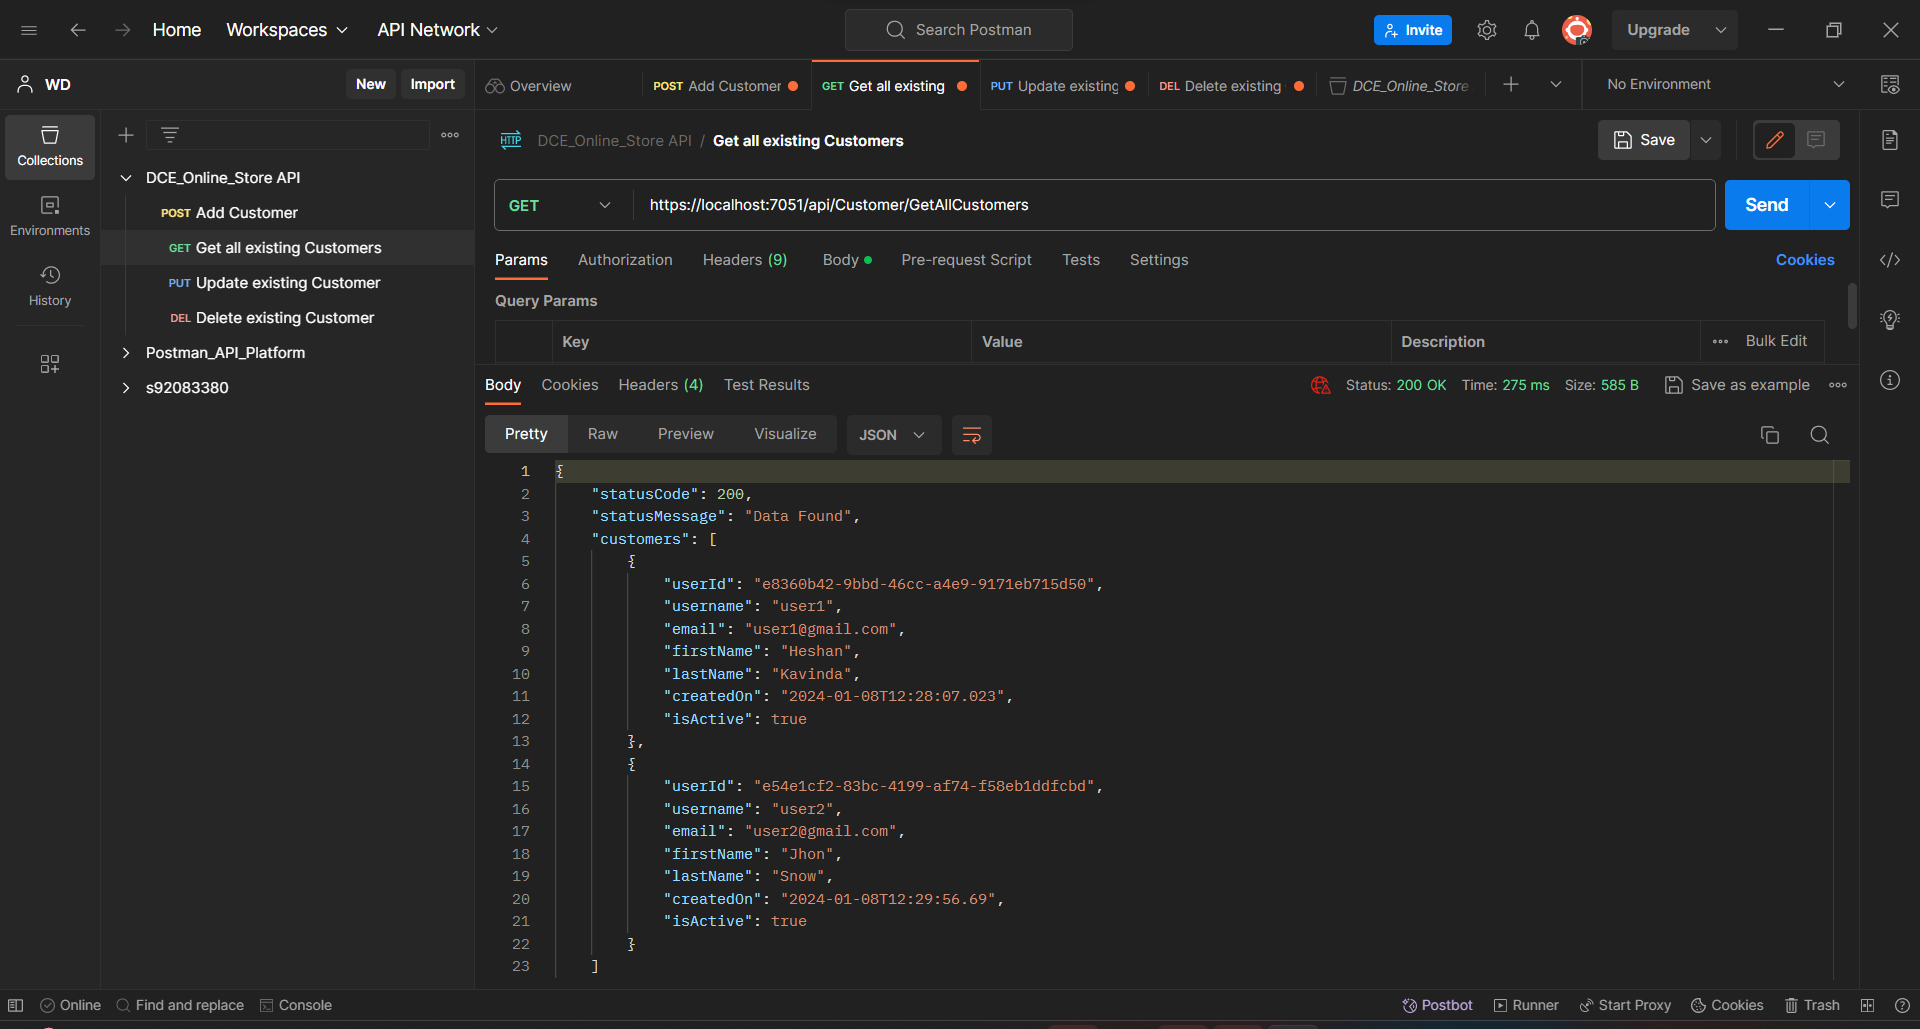 Home Workspaces API Network Search Postman Invite Upgrade
WD New Import Overview POST Add Customer GET Get all existing PUT Update existing DEL Delete existing DCE_Online_Store No Environment
Collections
Environments
History
DCE_Online_Store API
POST Add Customer
GET Get all existing Customers
PUT Update existing Customer
DEL Delete existing Customer
Postman_API_Platform
s92083380
HTTP DCE_Online_Store API / Get all existing Customers Save
GET https://localhost:7051/api/Customer/GetAllCustomers Send
Params Authorization Headers (9) Body Pre-request Script Tests Settings Cookies
Query Params
Key Value Description Bulk Edit
Body Cookies Headers (4) Test Results Status: 200 OK Time: 275 ms Size: 585 B Save as example
Pretty Raw Preview Visualize JSON
1 {
2 "statusCode": 200,
3 "statusMessage": "Data Found",
4 "customers": [
5 {
6 "userId": "e8360b42-9bbd-46cc-a4e9-9171eb715d50",
7 "username": "user1",
8 "email": "user1@gmail.com",
9 "firstName": "Heshan",
10 "lastName": "Kavinda",
11 "createdOn": "2024-01-08T12:28:07.023",
12 "isActive": true
13 },
14 {
15 "userId": "e54e1cf2-83bc-4199-af74-f58eb1ddfcbd",
16 "username": "user2",
17 "email": "user2@gmail.com",
18 "firstName": "Jhon",
19 "lastName": "Snow",
20 "createdOn": "2024-01-08T12:29:56.69",
21 "isActive": true
22 }
23 ]
Online Find and replace Console Postbot Runner Start Proxy Cookies Trash